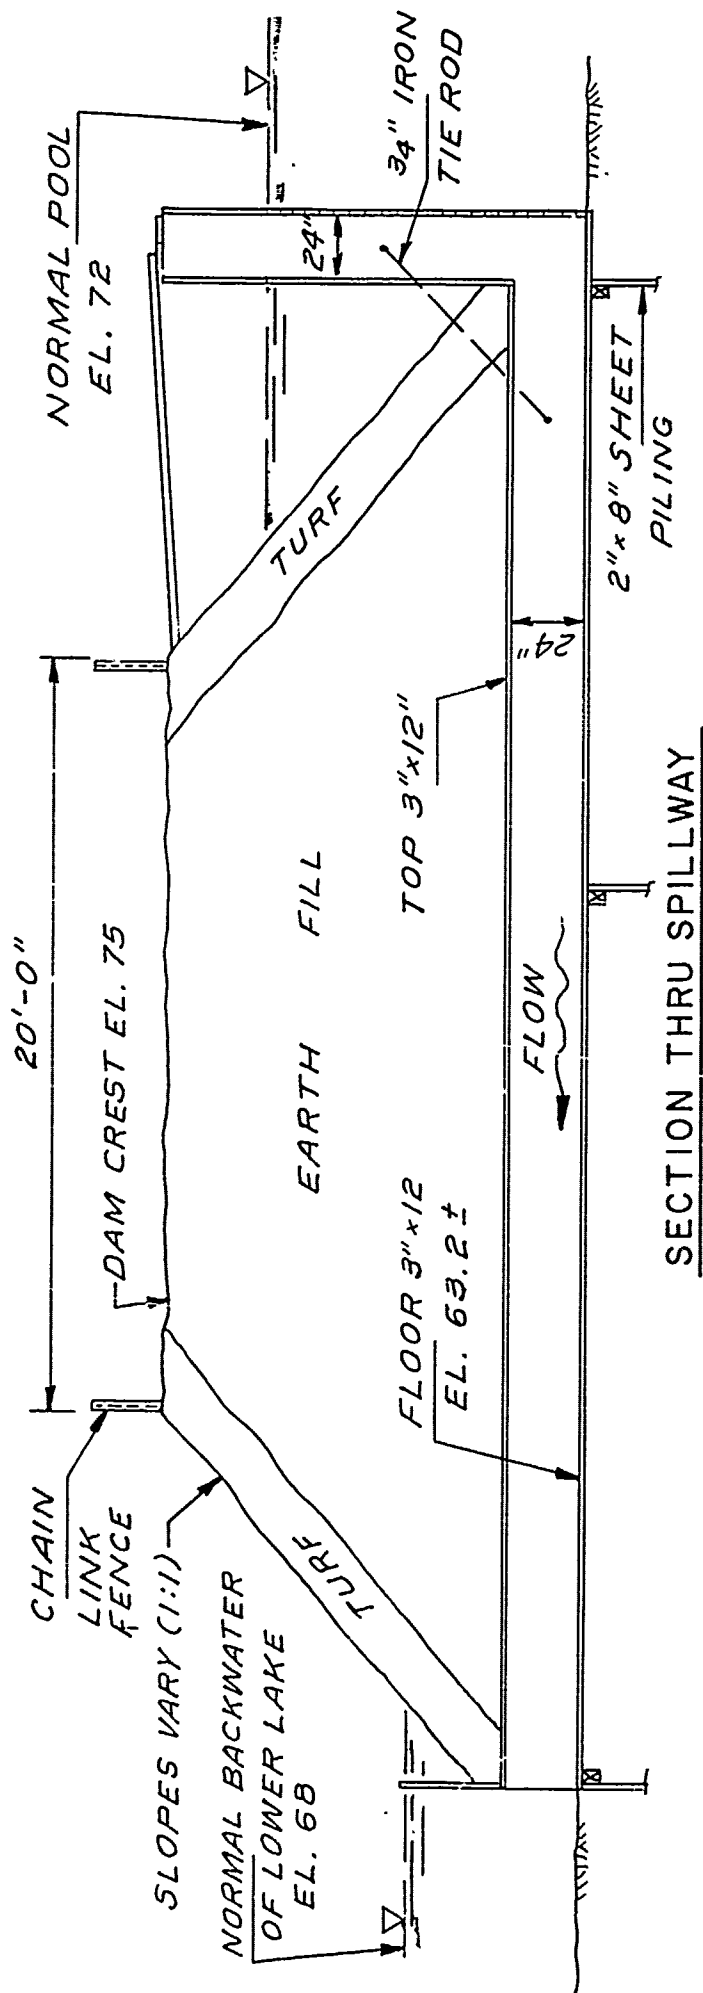 20'-0"
CHAIN
LINK
FENCE
DAM CREST EL. 75
NORMAL POOL
EL. 72
SLOPES VARY (1:1)
TURF
TURF
24"
NORMAL BACKWATER
OF LOWER LAKE
EL. 68
EARTH FILL
3/4" IRON
TIE ROD
FLOOR 3"x12
EL. 63.2±
TOP 3"x12"
FLOW
24"
2"x8" SHEET
PILING
SECTION THRU SPILLWAY